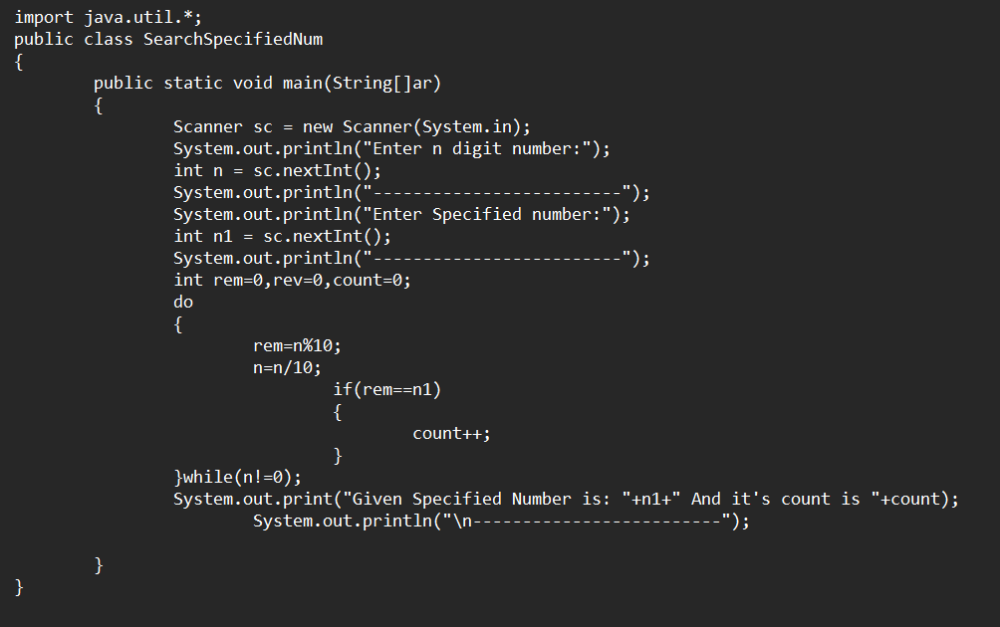 import java.util.*;
public class SearchSpecifiedNum
{
        public static void main(String[]ar)
        {
                Scanner sc = new Scanner(System.in);
                System.out.println("Enter n digit number:");
                int n = sc.nextInt();
                System.out.println("-------------------------");
                System.out.println("Enter Specified number:");
                int n1 = sc.nextInt();
                System.out.println("-------------------------");
                int rem=0,rev=0,count=0;
                do
                {
                        rem=n%10;
                        n=n/10;
                                if(rem==n1)
                                {
                                        count++;
                                }
                }while(n!=0);
                System.out.print("Given Specified Number is: "+n1+" And it's count is "+count);
                        System.out.println("\n-------------------------");

        }
}